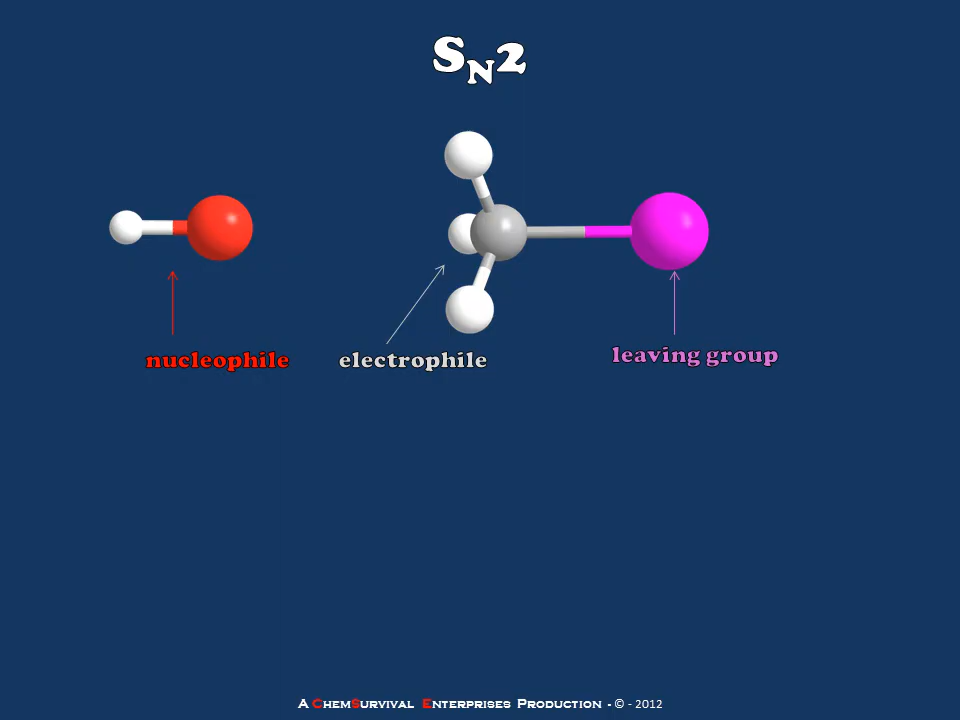 SN2
nucleophile
electrophile
leaving group
A ChemSurvival Enterprises Production - © - 2012